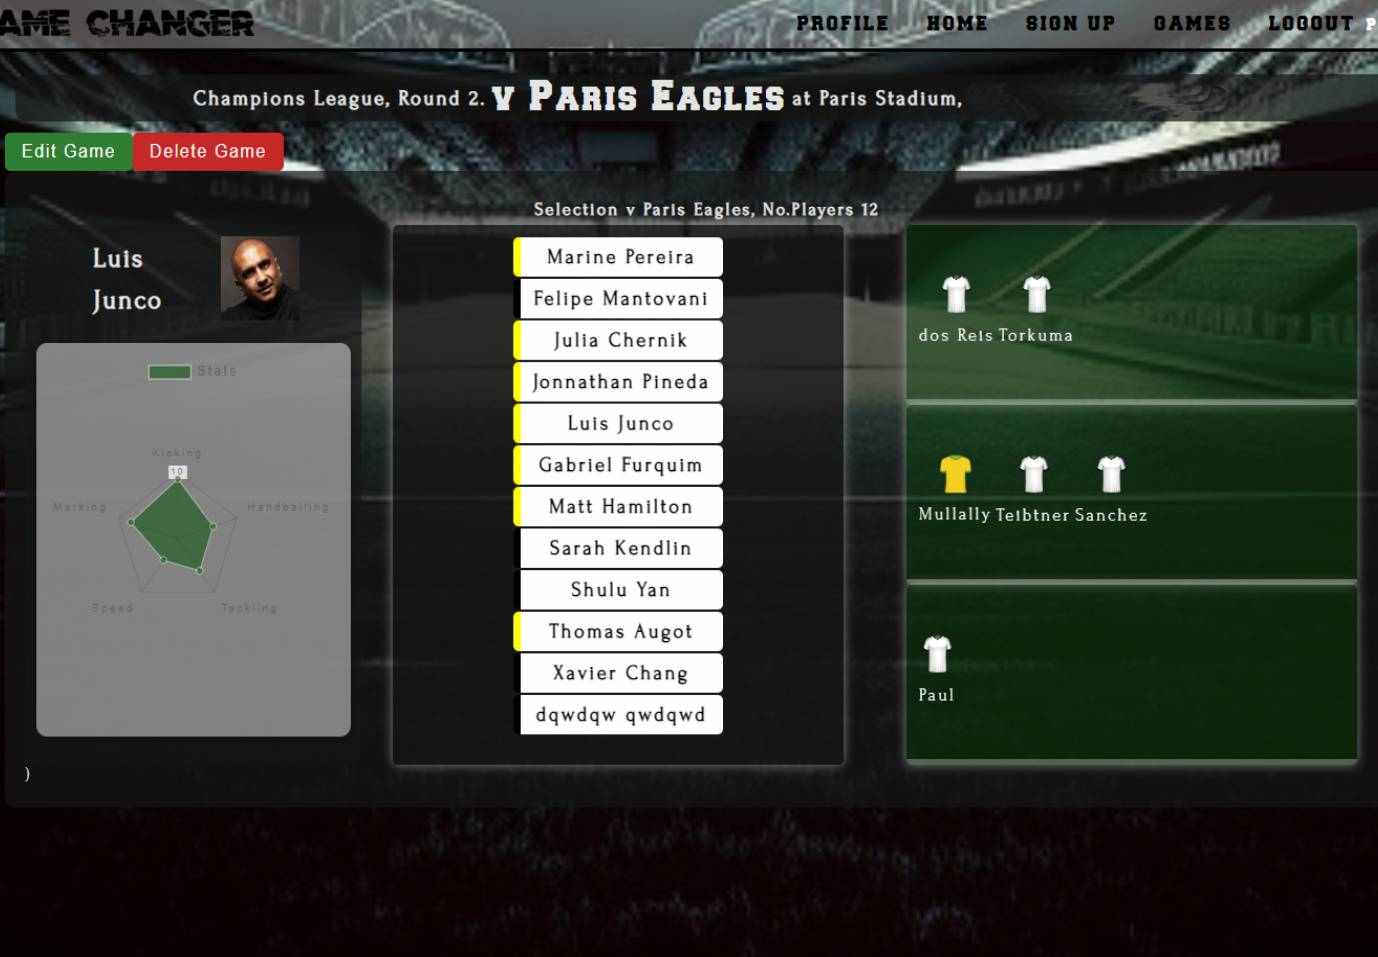 AME CHANGER
PROFILE HOME SIGN UP GAMES LOGOUT P
Champions League, Round 2. v Paris Eagles at Paris Stadium,
Edit Game Delete Game
Selection v Paris Eagles, No.Players 12
Luis
Junco
Stats
Kicking
10
Marking
Handballing
Speed
Tackling
)
Marine Pereira
Felipe Mantovani
Julia Chernik
Jonnathan Pineda
Luis Junco
Gabriel Furquim
Matt Hamilton
Sarah Kendlin
Shulu Yan
Thomas Augot
Xavier Chang
dqwdqw qwdqwd
dos Reis Torkuma
Mullally Teibtner Sanchez
Paul